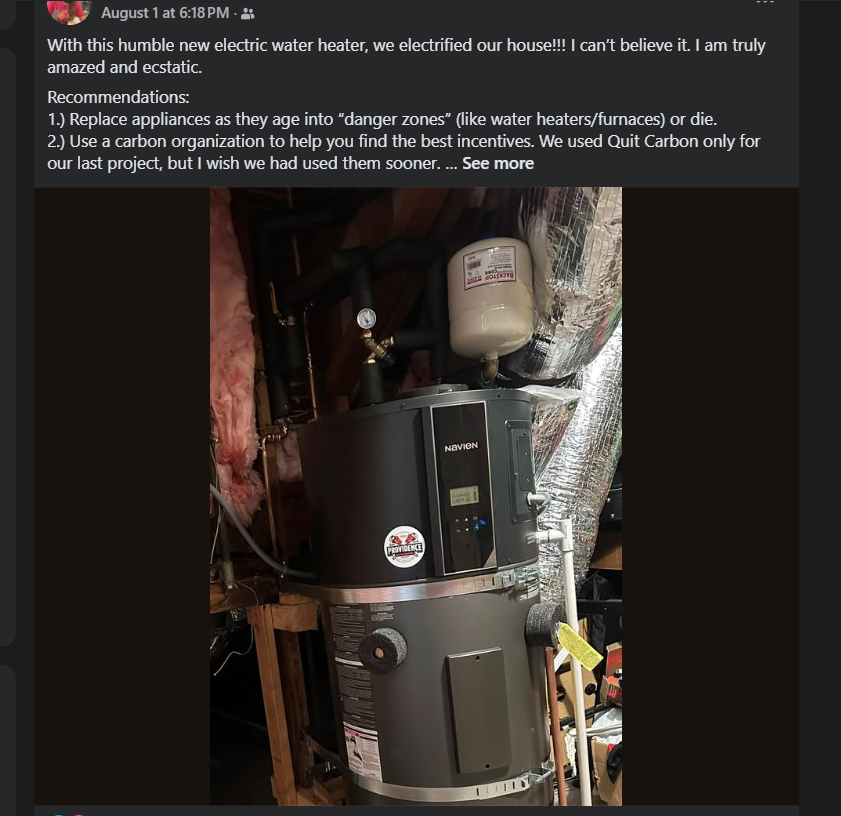 August 1 at 6:18 PM ·
With this humble new electric water heater, we electrified our house!!! I can’t believe it. I am truly
amazed and ecstatic.
Recommendations:
1.) Replace appliances as they age into “danger zones” (like water heaters/furnaces) or die.
2.) Use a carbon organization to help you find the best incentives. We used Quit Carbon only for
our last project, but I wish we had used them sooner. ... See more
BACKSTOP
NAVIEN
PROVIDENCE